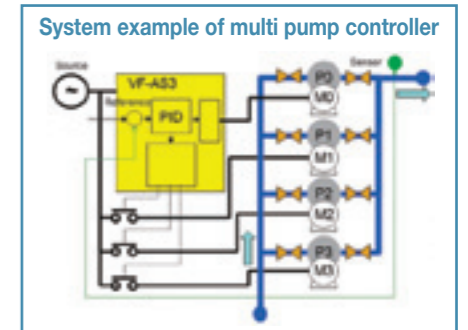 System example of multi pump controller
Source
VF-AS3
Reference
PID
Sensor
P0
M0
P1
M1
P2
M2
P3
M3